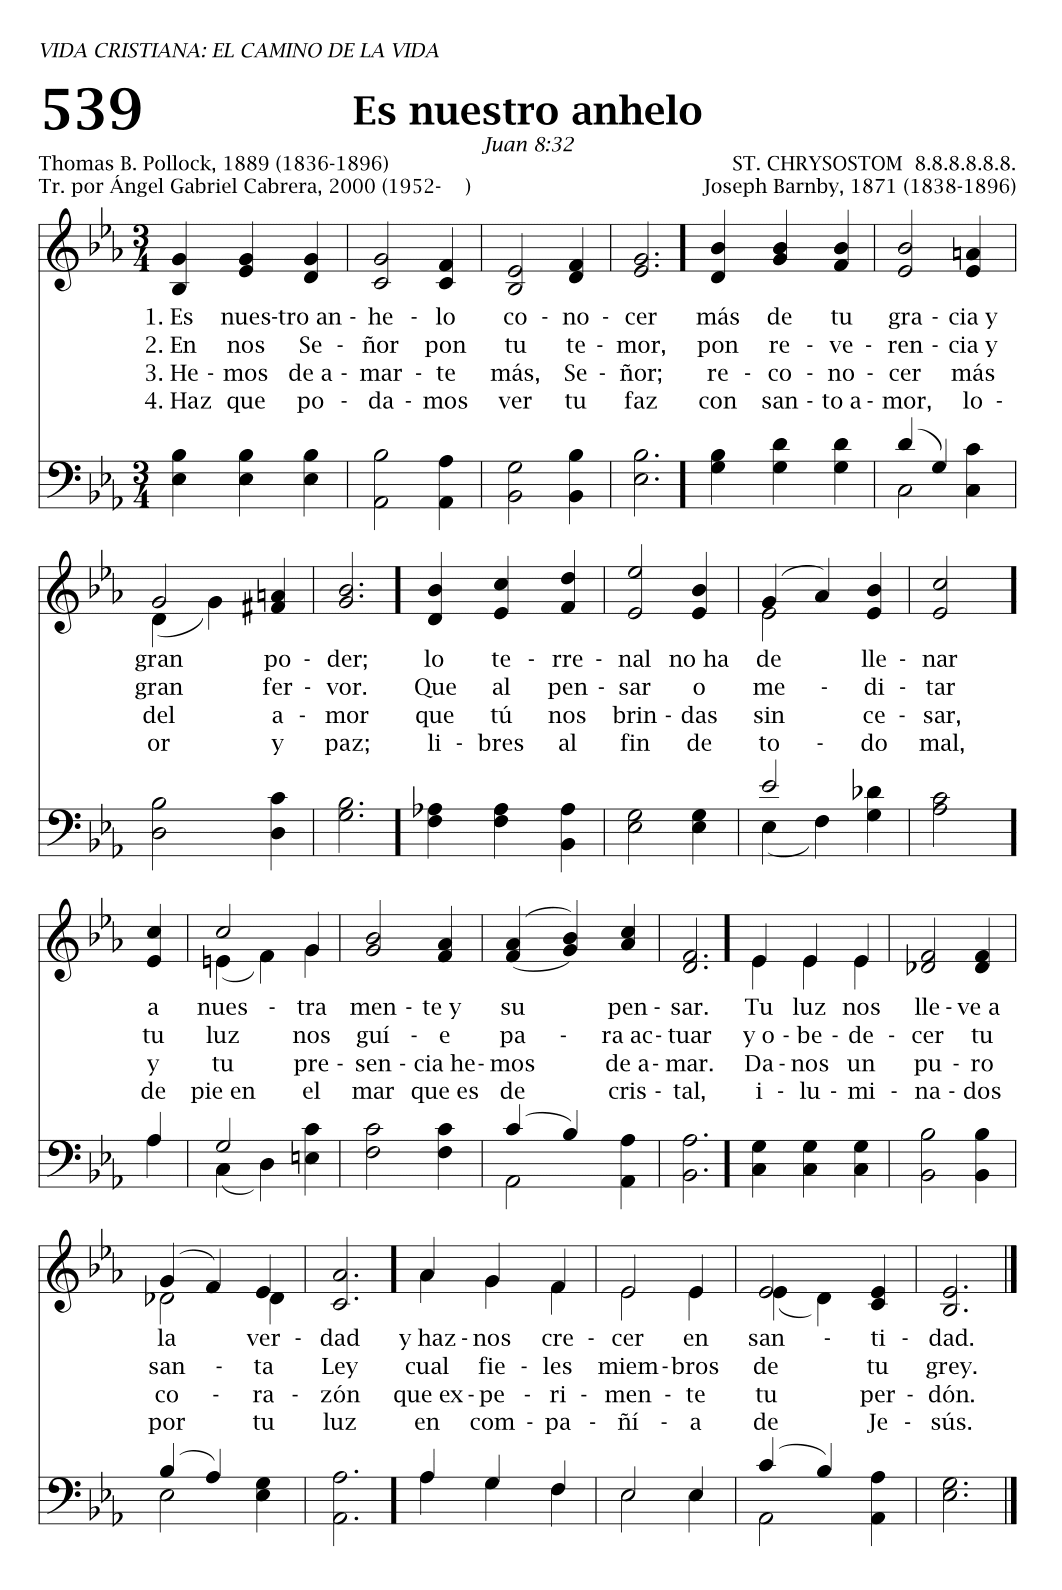 VIDA CRISTIANA: EL CAMINO DE LA VIDA
539
Es nuestro anhelo
Juan 8:32
Thomas B. Pollock, 1889 (1836-1896)
ST. CHRYSOSTOM 8.8.8.8.8.8.
Tr. por Ángel Gabriel Cabrera, 2000 (1952- )
Joseph Barnby, 1871 (1838-1896)
3 4
1. Es nues-tro an - he - lo co - no - cer más de tu gra - cia y
2. En nos Se - ñor pon tu te - mor, pon re - ve - ren - cia y
3. He - mos de a - mar - te más, Se - ñor; re - co - no - cer más
4. Haz que po - da - mos ver tu faz con san - to a - mor, lo -
3 4
gran po - der; lo te - rre - nal no ha de lle - nar
gran fer - vor. Que al pen - sar o me - di - tar
del a - mor que tú nos brin - das sin ce - sar,
or y paz; li - bres al fin de to - do mal,
a nues - tra men - te y su pen - sar. Tu luz nos lle - ve a
tu luz nos guí - e pa - ra ac - tuar y o - be - de - cer tu
y tu pre - sen - cia he - mos de a - mar. Da - nos un pu - ro
de pie en el mar que es de cris - tal, i - lu - mi - na - dos
la ver - dad y haz - nos cre - cer en san - ti - dad.
san - ta Ley cual fie - les miem - bros de tu grey.
co - ra - zón que ex - pe - ri - men - te tu per - dón.
por tu luz en com - pa - ñí - a de Je - sús.